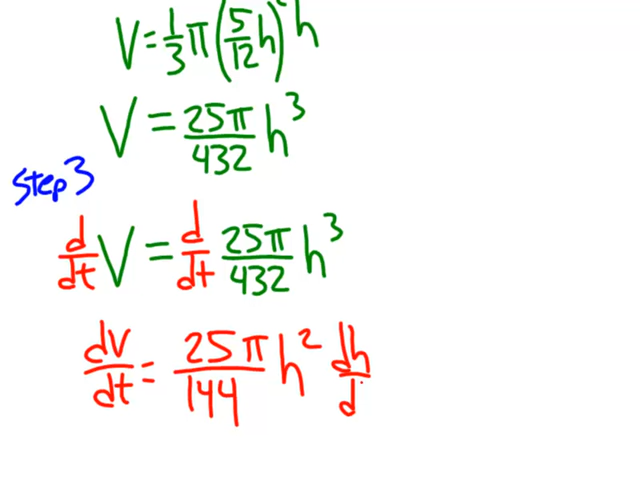 V = 1/3 π (5/12 h)² h
V = 25π/432 h³
Step 3
d/dt V = d/dt 25π/432 h³
dV/dt = 25π/144 h² dh/d